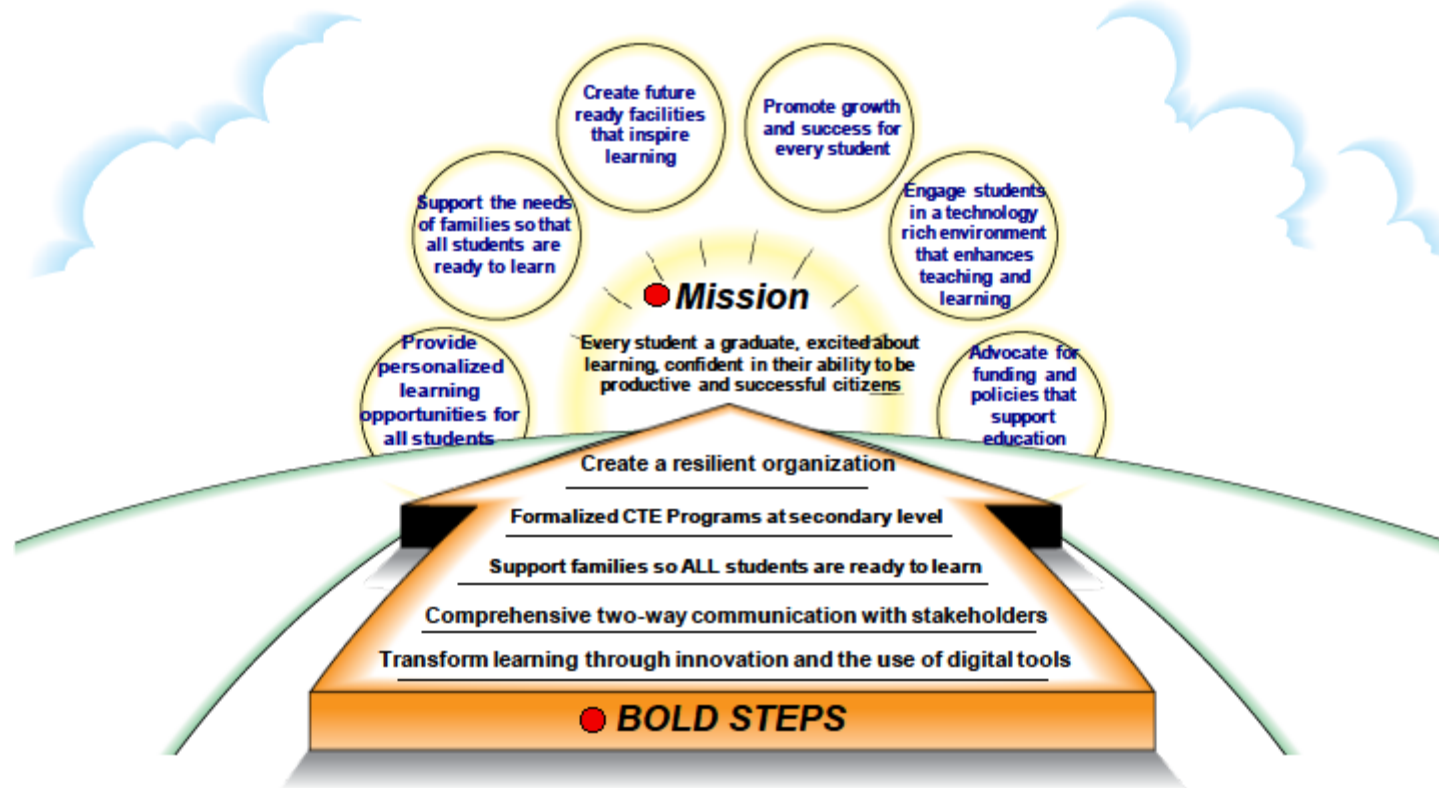 Create future
ready facilities
that inspire
learning
Promote growth
and success for
every student
Support the needs
of families so that
all students are
ready to learn
Engage students
in a technology
rich environment
that enhances
teaching and
learning
Mission
Every student a graduate, excited about
learning, confident in their ability to be
productive and successful citizens
Provide
personalized
learning
opportunities for
all students
Advocate for
funding and
policies that
support
education
Create a resilient organization
Formalized CTE Programs at secondary level
Support families so ALL students are ready to learn
Comprehensive two-way communication with stakeholders
Transform learning through innovation and the use of digital tools
BOLD STEPS